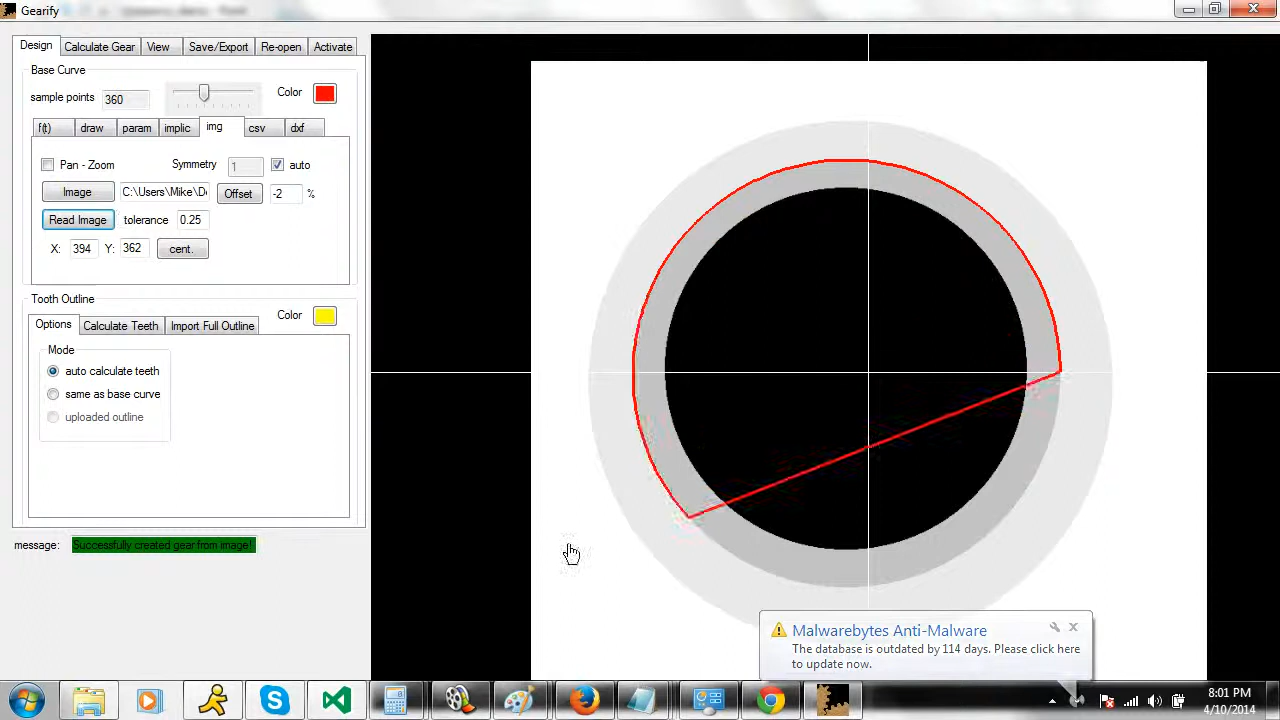 Gearify
Design Calculate Gear View Save/Export Re-open Activate
Base Curve
sample points 360 Color
f(t) draw param implic img csv dxf
Pan - Zoom Symmetry 1 auto
Image C:\Users\Mike\D Offset -2 %
Read Image tolerance 0.25
X: 394 Y: 362 cent.
Tooth Outline
Color
Options Calculate Teeth Import Full Outline
Mode
auto calculate teeth
same as base curve
uploaded outline
message: Successfully created gear from image!
Malwarebytes Anti-Malware
The database is outdated by 114 days. Please click here
to update now.
8:01 PM
4/10/2014